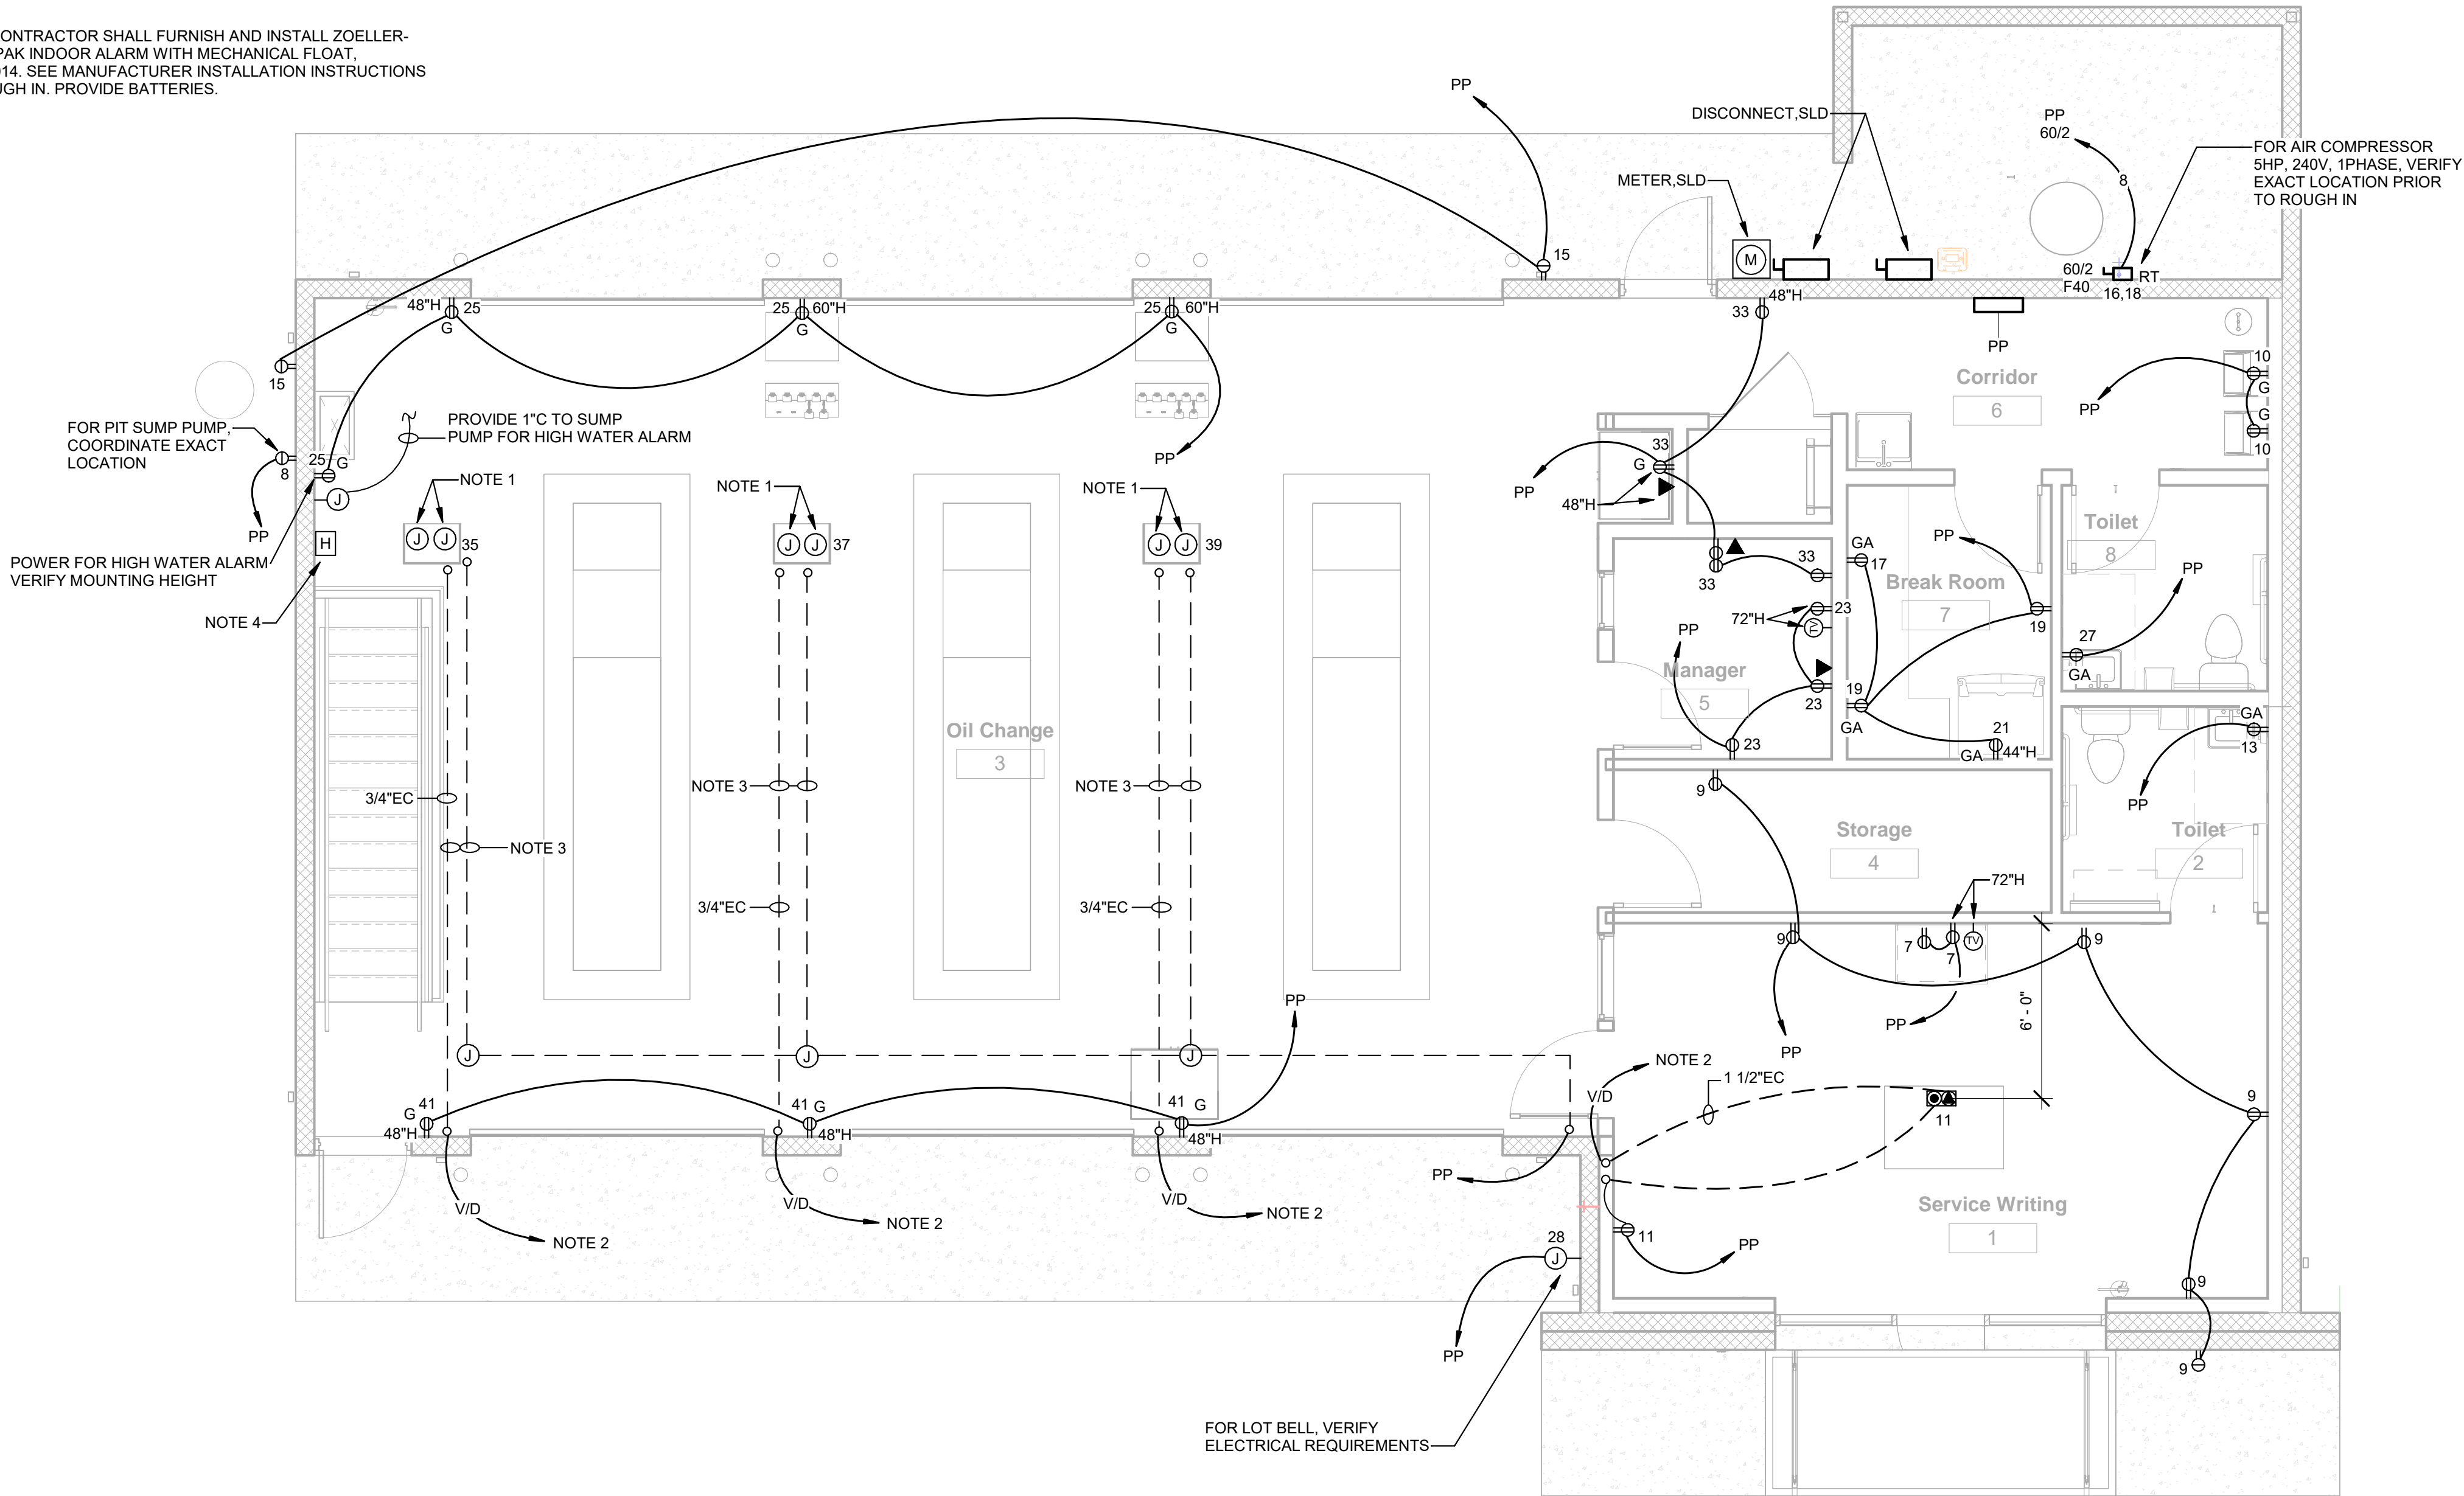 ONTRACTOR SHALL FURNISH AND INSTALL ZOELLER-
PAK INDOOR ALARM WITH MECHANICAL FLOAT,
014. SEE MANUFACTURER INSTALLATION INSTRUCTIONS
UGH IN. PROVIDE BATTERIES.
PP
DISCONNECT,SLD
PP
60/2
FOR AIR COMPRESSOR
5HP, 240V, 1PHASE, VERIFY
EXACT LOCATION PRIOR
TO ROUGH IN
8
METER,SLD
M
15
60/2
F40
RT
16,18
48"H
25
G
25
60"H
G
25
60"H
G
33
48"H
PP
15
Corridor
6
10
G
G
10
PP
FOR PIT SUMP PUMP,
COORDINATE EXACT
LOCATION
PROVIDE 1"C TO SUMP
PUMP FOR HIGH WATER ALARM
PP
8
25
G
J
PP
33
G
PP
48"H
NOTE 1
NOTE 1
NOTE 1
H
J
J
35
J
J
37
J
J
39
POWER FOR HIGH WATER ALARM
VERIFY MOUNTING HEIGHT
NOTE 4
33
33
GA
17
PP
Break Room
7
Toilet
8
PP
23
72"H
TV
19
27
GA
PP
Manager
5
23
19
GA
23
21
44"H
GA
GA
13
PP
Oil Change
3
3/4"EC
NOTE 3
NOTE 3
NOTE 3
9
Storage
4
Toilet
2
3/4"EC
3/4"EC
72"H
9
7
7
TV
9
PP
PP
6' - 0"
PP
J
J
J
NOTE 2
1 1/2"EC
V/D
G
41
48"H
41
G
48"H
41
G
48"H
11
9
PP
V/D
NOTE 2
V/D
NOTE 2
V/D
NOTE 2
Service Writing
1
28
J
11
PP
9
PP
9
FOR LOT BELL, VERIFY
ELECTRICAL REQUIREMENTS